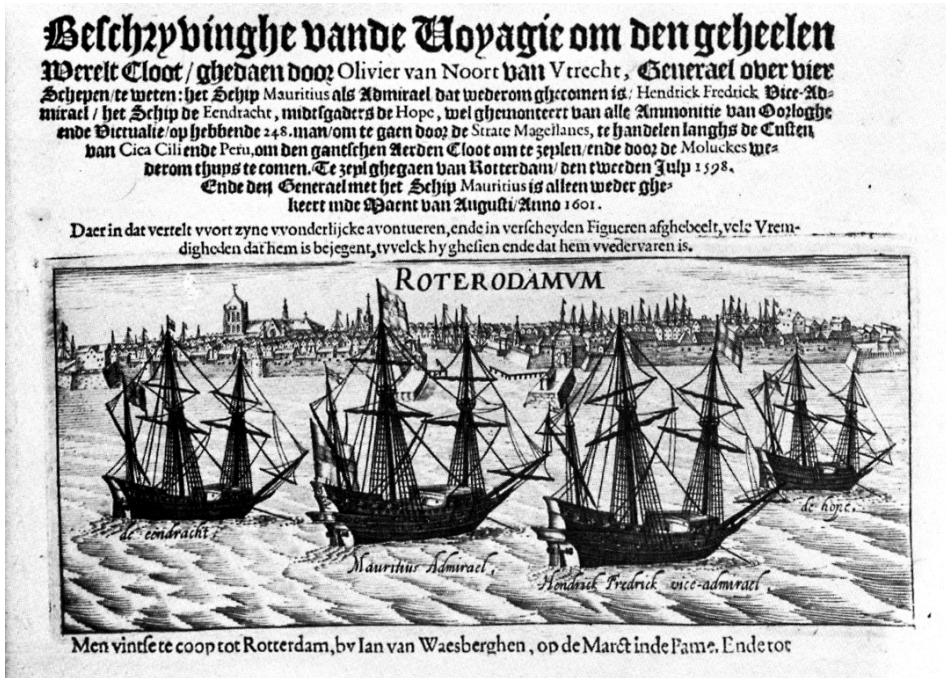 Beschryvinghe vande Voyagie om den geheelen
Werelt Cloot/ ghedaen door Olivier van Noort van Vtrecht, Generael over vier
Schepen/te weten: het Schip Mauritius als Admirael dat wederom ghecomen is/ Hendrick Fredrick Vice-Ad-
mirael/ het Schip de Eendracht, midtsgaders de Hope, wel ghemonteert van alle Ammonitie van Oorloghe
ende Victualie/op hebbende 248. man/om te gaen door de Strate Magellanes, te handelen langhs de Custen
van Cica Cili ende Peru, om den gantschen Aerden Cloot om te zeylen/ende door de Moluckes we-
derom thuys te comen. Te zeyl ghegaen van Rotterdam/ den tweeden July 1598.
Ende den Generael met het Schip Mauritius is alleen weder ghe-
keert inde Maent van Augusti/Anno 1601.
Daer in dat vertelt vvort zyne vvonderlijcke avontueren, ende in verscheyden Figueren afghebeelt, vele Vrem-
digheden dat hem is bejegent, tvvelck hy ghesien ende dat hem vvedervaren is.
ROTERODAMVM
de eendracht.
Mauritius Admirael.
Hendrick Fredrick vice-admirael
de hope.
Men vintse te coop tot Rotterdam, by Ian van Waesberghen, op de Marct inde Fame. Ende tot